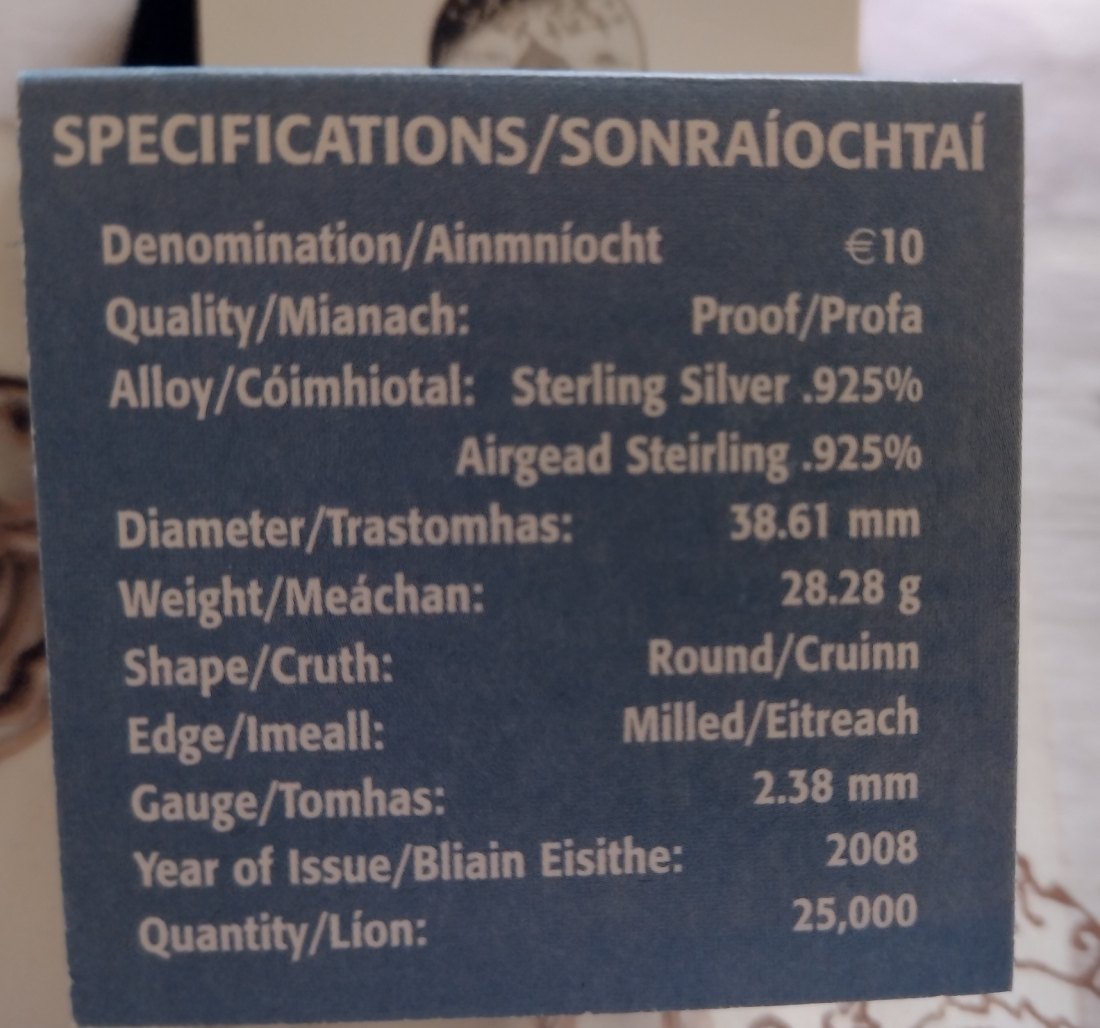 SPECIFICATIONS/SONRAÍOCHTAÍ
Denomination/Ainmníocht €10
Quality/Mianach: Proof/Profa
Alloy/Cóimhiotal: Sterling Silver .925%
Airgead Steirling .925%
Diameter/Trastomhas: 38.61 mm
Weight/Meáchan: 28.28 g
Shape/Cruth: Round/Cruinn
Edge/Imeall: Milled/Eitreach
Gauge/Tomhas: 2.38 mm
Year of Issue/Bliain Eisithe: 2008
Quantity/Líon: 25,000